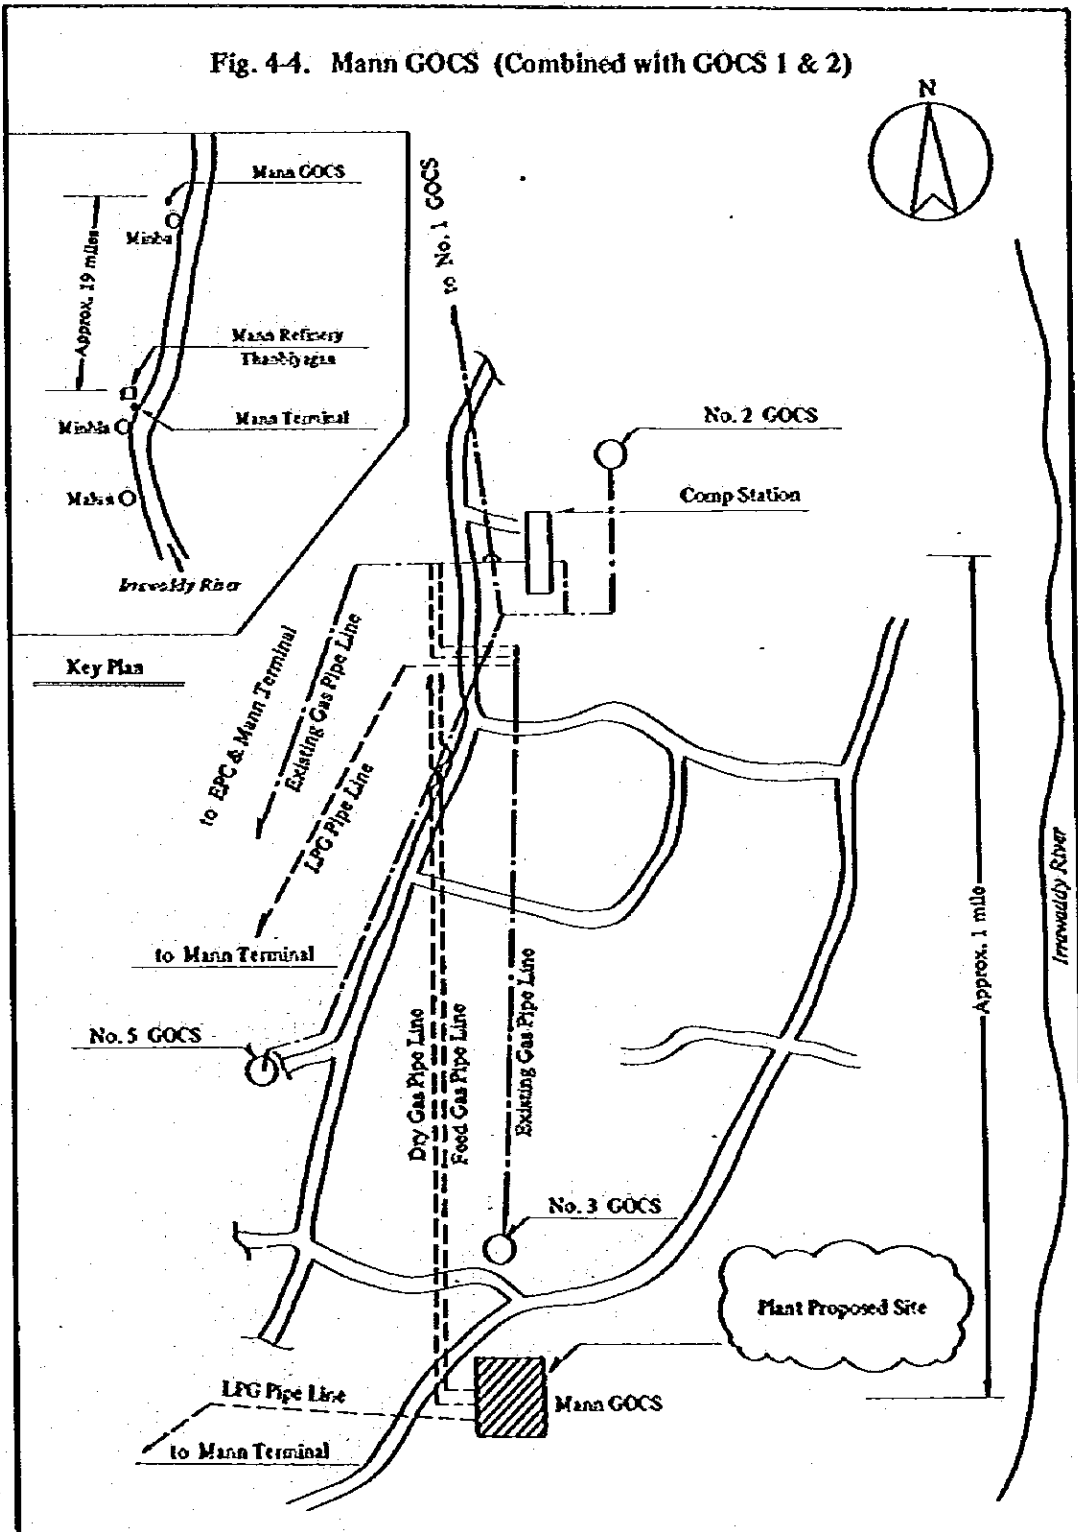 Fig. 4-4. Mann GOCS (Combined with GOCS 1 & 2)
N
Mann GOCS
Minbu
Approx. 19 miles
Mann Refinery
Thanbiyagan
Mann Terminal
Minhla
Irrawaddy River
Key Plan
to No. 1 GOCS
No. 2 GOCS
Comp Station
to EPC & Mann Terminal
Existing Gas Pipe Line
LPG Pipe Line
to Mann Terminal
No. 5 GOCS
Dry Gas Pipe Line
Feed Gas Pipe Line
Existing Gas Pipe Line
Approx. 1 mile
Irrawaddy River
No. 3 GOCS
Plant Proposed Site
Mann GOCS
LPG Pipe Line
to Mann Terminal